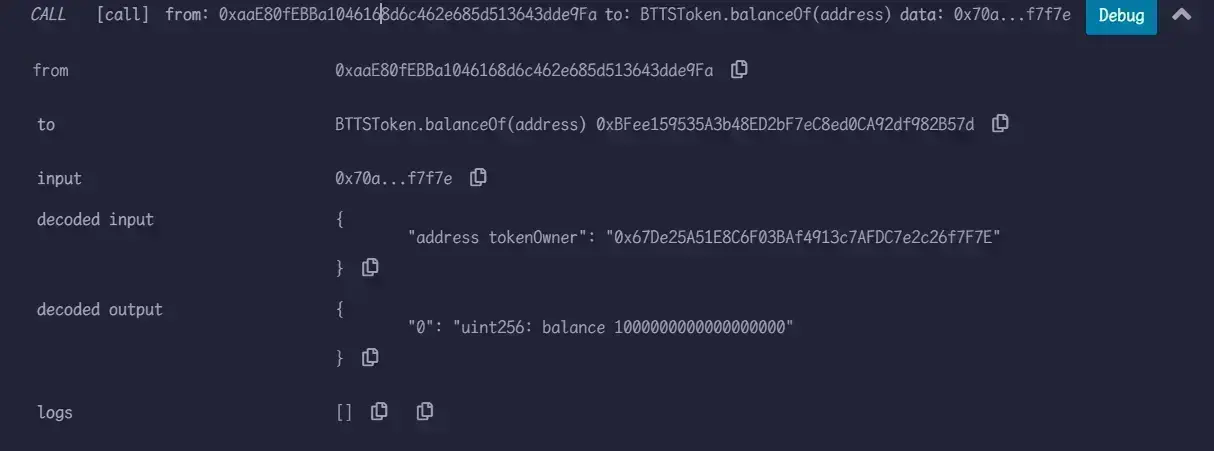 CALL [call] from: 0xaaE80fEBBa1046168d6c462e685d513643dde9Fa to: BTTSToken.balanceOf(address) data: 0x70a...f7f7e Debug
from 0xaaE80fEBBa1046168d6c462e685d513643dde9Fa
to BTTSToken.balanceOf(address) 0xBFee159535A3b48ED2bF7eC8ed0CA92df982B57d
input 0x70a...f7f7e
decoded input {
"address tokenOwner": "0x67De25A51E8C6F03BAf4913c7AFDC7e2c26f7F7E"
}
decoded output {
"0": "uint256: balance 1000000000000000000"
}
logs []